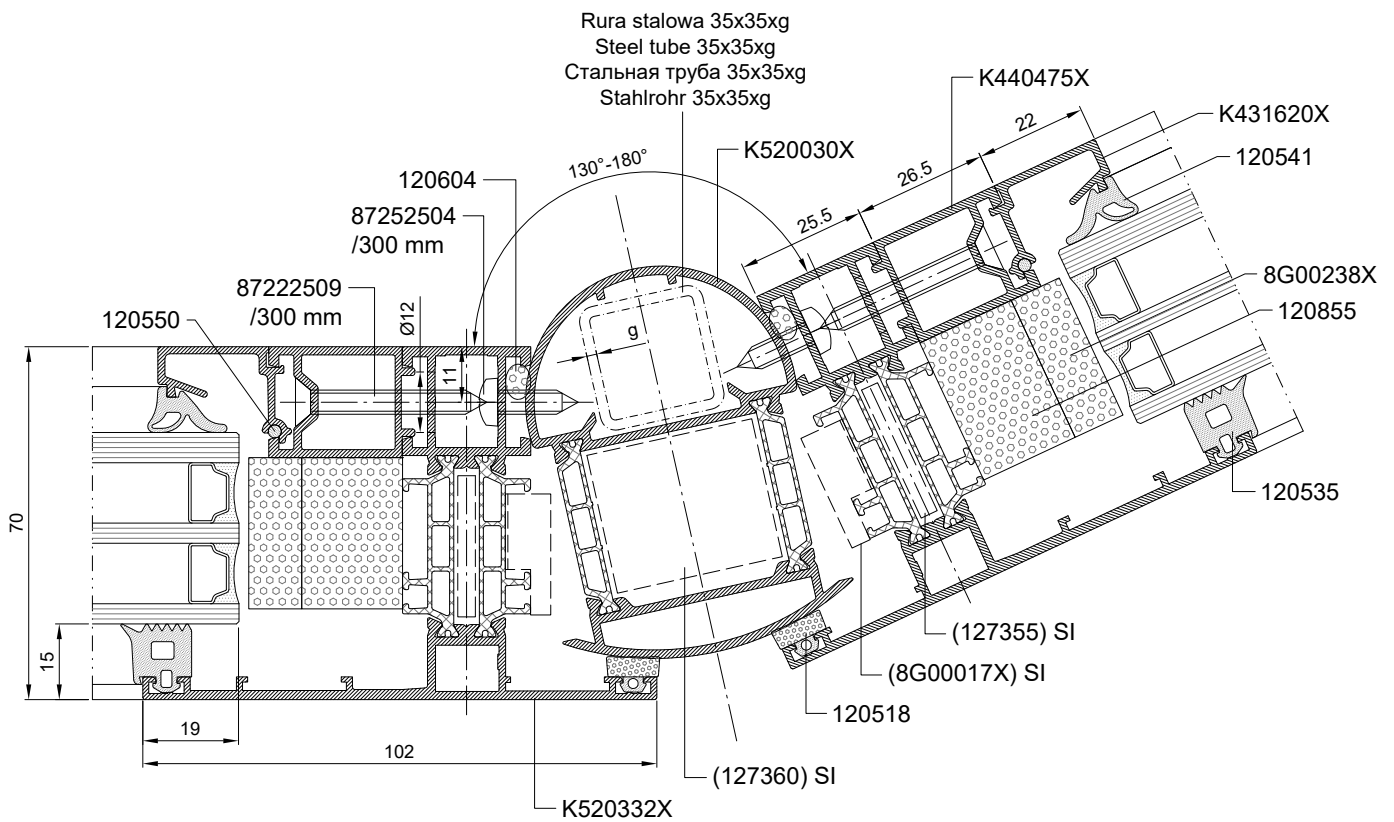 Rura stalowa 35x35xg
Steel tube 35x35xg
Стальная труба 35x35xg
Stahlrohr 35x35xg
K440475X
22
K431620X
120541
26.5
25.5
K520030X
130°-180°
120604
87252504
/300 mm
87222509
/300 mm
120550
Ø12
11
g
8G00238X
120855
120535
70
15
19
102
(127355) SI
(8G00017X) SI
120518
(127360) SI
K520332X